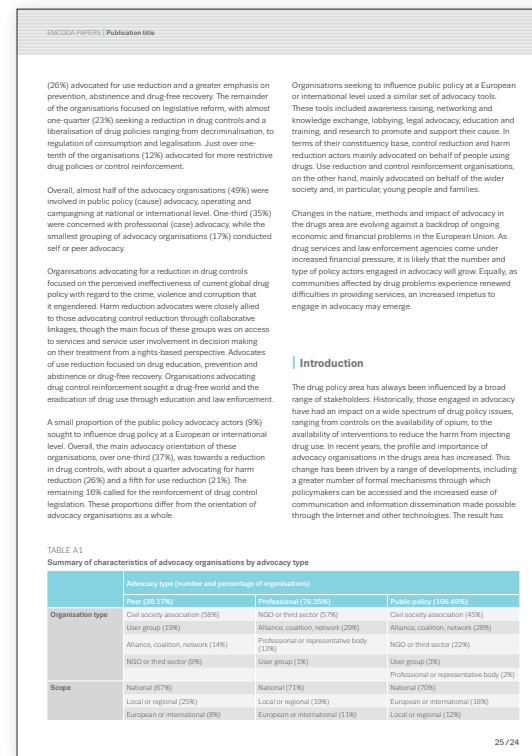 EMCDDA PAPERS | Publication title
(26%) advocated for use reduction and a greater emphasis on
prevention, abstinence and drug-free recovery. The remainder
of the organisations focused on legislative reform, with almost
one-quarter (23%) seeking a reduction in drug controls and a
liberalisation of drug policies ranging from decriminalisation, to
regulation of consumption and legalisation. Just over one-
tenth of the organisations (12%) advocated for more restrictive
drug policies or control reinforcement.
Overall, almost half of the advocacy organisations (49%) were
involved in public policy (cause) advocacy, operating and
campaigning at national or international level. One-third (35%)
were concerned with professional (case) advocacy, while the
smallest grouping of advocacy organisations (17%) conducted
self or peer advocacy.
Organisations advocating for a reduction in drug controls
focused on the perceived ineffectiveness of current global drug
policy with regard to the crime, violence and corruption that
it engendered. Harm reduction advocates were closely allied
to those advocating control reduction through collaborative
linkages, though the main focus of these groups was on access
to services and service user involvement in decision making
on their treatment from a rights-based perspective. Advocates
of use reduction focused on drug education, prevention and
abstinence or drug-free recovery. Organisations advocating
drug control reinforcement sought a drug-free world and the
eradication of drug use through education and law enforcement.
A small proportion of the public policy advocacy actors (9%)
sought to influence drug policy at a European or international
level. Overall, the main advocacy orientation of these
organisations, over one-third (37%), was towards a reduction
in drug controls, with about a quarter advocating for harm
reduction (26%) and a fifth for use reduction (21%). The
remaining 16% called for the reinforcement of drug control
legislation. These proportions differ from the orientation of
advocacy organisations as a whole.
Organisations seeking to influence public policy at a European
or international level used a similar set of advocacy tools.
These tools included awareness raising, networking and
knowledge exchange, lobbying, legal advocacy, education and
training, and research to promote and support their cause. In
terms of their constituency base, control reduction and harm
reduction actors mainly advocated on behalf of people using
drugs. Use reduction and control reinforcement organisations,
on the other hand, mainly advocated on behalf of the wider
society and, in particular, young people and families.
Changes in the nature, methods and impact of advocacy in
the drugs area are evolving against a backdrop of ongoing
economic and financial problems in the European Union. As
drug services and law enforcement agencies come under
increased financial pressure, it is likely that the number and
type of policy actors engaged in advocacy will grow. Equally, as
communities affected by drug problems experience renewed
difficulties in providing services, an increased impetus to
engage in advocacy may emerge.
Introduction
The drug policy area has always been influenced by a broad
range of stakeholders. Historically, those engaged in advocacy
have had an impact on a wide spectrum of drug policy issues,
ranging from controls on the availability of opium, to the
availability of interventions to reduce the harm from injecting
drug use. In recent years, the profile and importance of
advocacy organisations in the drugs area has increased. This
change has been driven by a range of developments, including
a greater number of formal mechanisms through which
policymakers can be accessed and the increased ease of
communication and information dissemination made possible
through the Internet and other technologies. The result has
TABLE A1
Summary of characteristics of advocacy organisations by advocacy type
Advocacy type (number and percentage of organisations)
Peer (36.17%) Professional (76.35%) Public policy (106.49%)
Organisation type Civil society association (58%) NGO or third sector (57%) Civil society association (45%)
User group (19%) Alliance, coalition, network (29%) Alliance, coalition, network (28%)
Alliance, coalition, network (14%) Professional or representative body (13%) NGO or third sector (22%)
NGO or third sector (9%) User group (1%) User group (3%)
Professional or representative body (2%)
Scope National (67%) National (71%) National (70%)
Local or regional (25%) Local or regional (19%) European or international (18%)
European or international (8%) European or international (11%) Local or regional (12%)
25 / 24